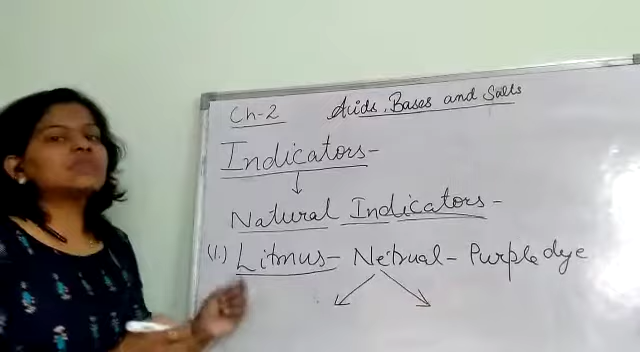 Ch-2 Acids, Bases and Salts
Indicators-
Natural Indicators-
(1.) Litmus- Netrual- Purple dye